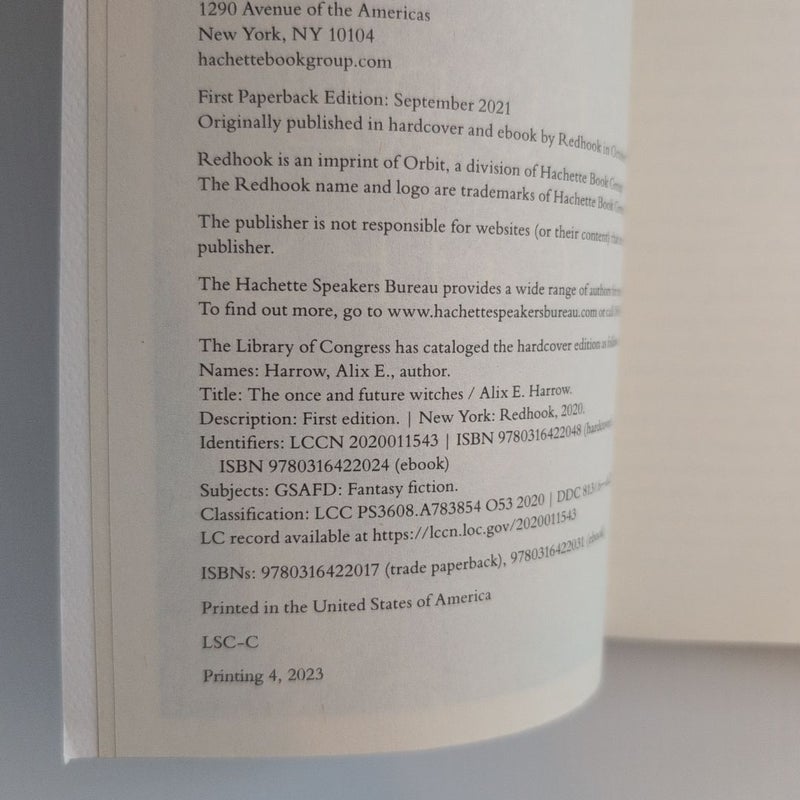 1290 Avenue of the Americas
New York, NY 10104
hachettebookgroup.com
First Paperback Edition: September 2021
Originally published in hardcover and ebook by Redhook in
Redhook is an imprint of Orbit, a division of Hachette Book
The Redhook name and logo are trademarks of Hachette Book
The publisher is not responsible for websites (or their content)
publisher.
The Hachette Speakers Bureau provides a wide range of authors
To find out more, go to www.hachettespeakersbureau.com or call
The Library of Congress has cataloged the hardcover edition as
Names: Harrow, Alix E., author.
Title: The once and future witches / Alix E. Harrow.
Description: First edition. | New York: Redhook, 2020.
Identifiers: LCCN 2020011543 | ISBN 9780316422048 (hardcover)
ISBN 9780316422024 (ebook)
Subjects: GSAFD: Fantasy fiction.
Classification: LCC PS3608.A783854 O53 2020 | DDC
LC record available at https://lccn.loc.gov/2020011543
ISBNs: 9780316422017 (trade paperback), 9780316422031 (ebook)
Printed in the United States of America
LSC-C
Printing 4, 2023